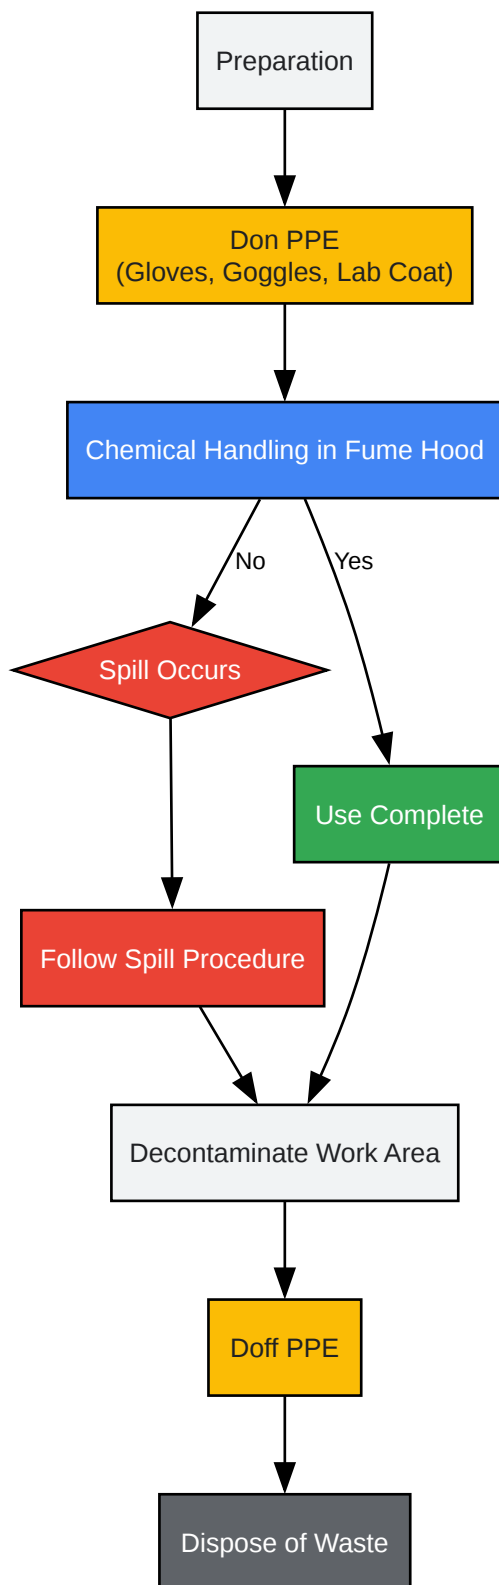 Preparation
Don PPE
(Gloves, Goggles, Lab Coat)
Chemical Handling in Fume Hood
No
Yes
Spill Occurs
Use Complete
Follow Spill Procedure
Decontaminate Work Area
Doff PPE
Dispose of Waste